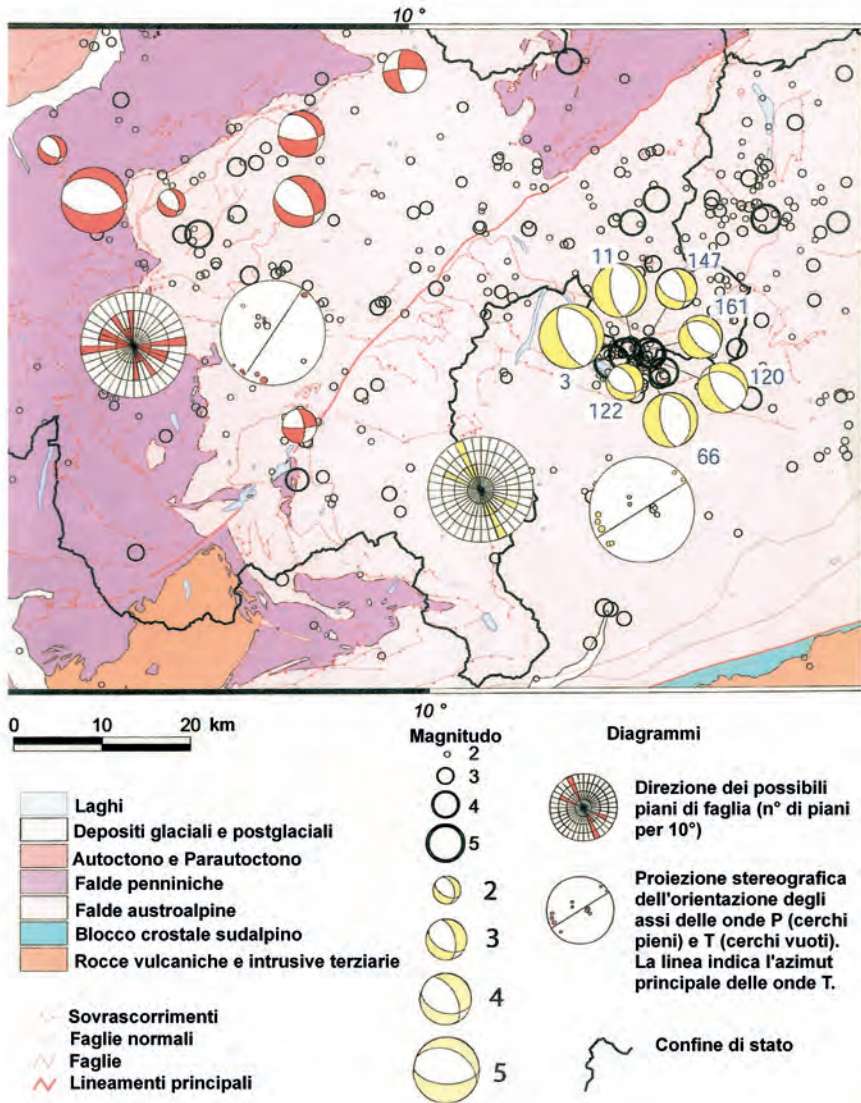 10 °
11
147
161
3
120
122
66
10 °
0 10 20 km
Laghi
Depositi glaciali e postglaciali
Autoctono e Parautoctono
Falde penniniche
Falde austroalpine
Blocco crostale sudalpino
Rocce vulcaniche e intrusive terziarie
Sovrascorrimenti
Faglie normali
Faglie
Lineamenti principali
Magnitudo
2
3
4
5
2
3
4
5
Diagrammi
Direzione dei possibili
piani di faglia (n° di piani
per 10°)
Proiezione stereografica
dell'orientazione degli
assi delle onde P (cerchi
pieni) e T (cerchi vuoti).
La linea indica l'azimut
principale delle onde T.
Confine di stato